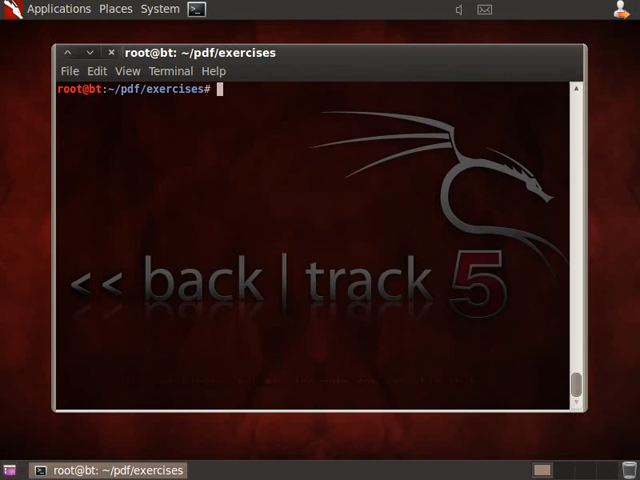 Applications Places System
root@bt: ~/pdf/exercises
File Edit View Terminal Help
root@bt:~/pdf/exercises#
<< back | track 5
root@bt: ~/pdf/exercises